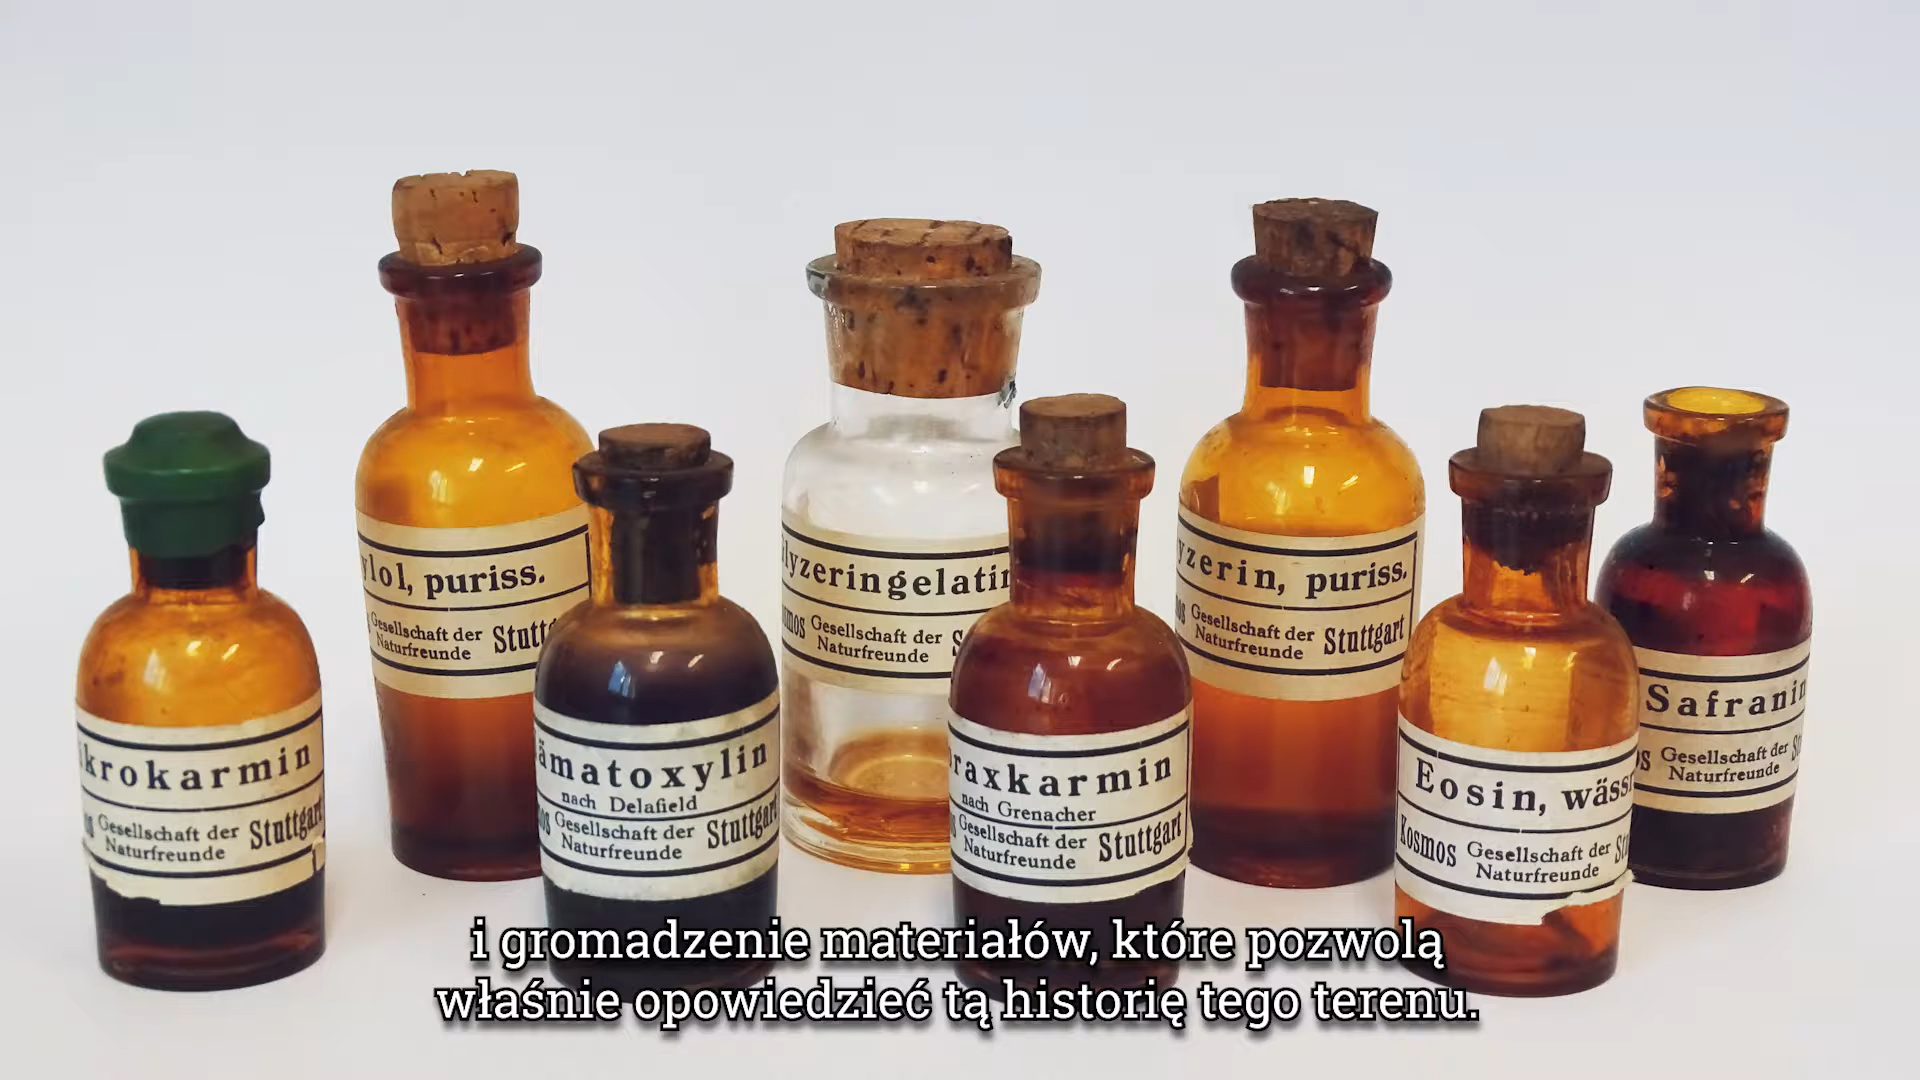 ylol, puriss.
Gesellschaft der
Naturfreunde
lyzeringelatin
Gesellschaft der
Naturfreunde
yzerin, puriss.
Gesellschaft der
Naturfreunde
Stuttgart
krokarmin
Gesellschaft der
Naturfreunde
Stuttgart
ämatoxylin
nach Delafield
Gesellschaft der
Naturfreunde
Stuttgart
raxkarmin
nach Grenacher
Gesellschaft der
Naturfreunde
Stuttgart
Eosin, wässr
Kosmos
Gesellschaft der
Naturfreunde
Safranin
Gesellschaft der
Naturfreunde
i gromadzenie materiałów, które pozwolą
właśnie opowiedzieć tą historię tego terenu.